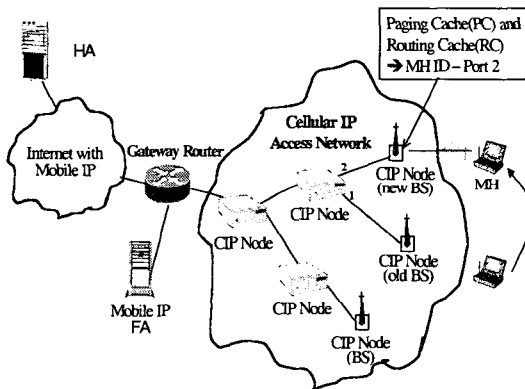 Paging Cache(PC) and
Routing Cache(RC)
➔ MH ID – Port 2
HA
Cellular IP
Access Network
Internet with
Mobile IP
Gateway Router
2
1
CIP Node
(new BS)
MH
CIP Node
CIP Node
CIP Node
(old BS)
Mobile IP
FA
CIP Node
CIP Node
(BS)